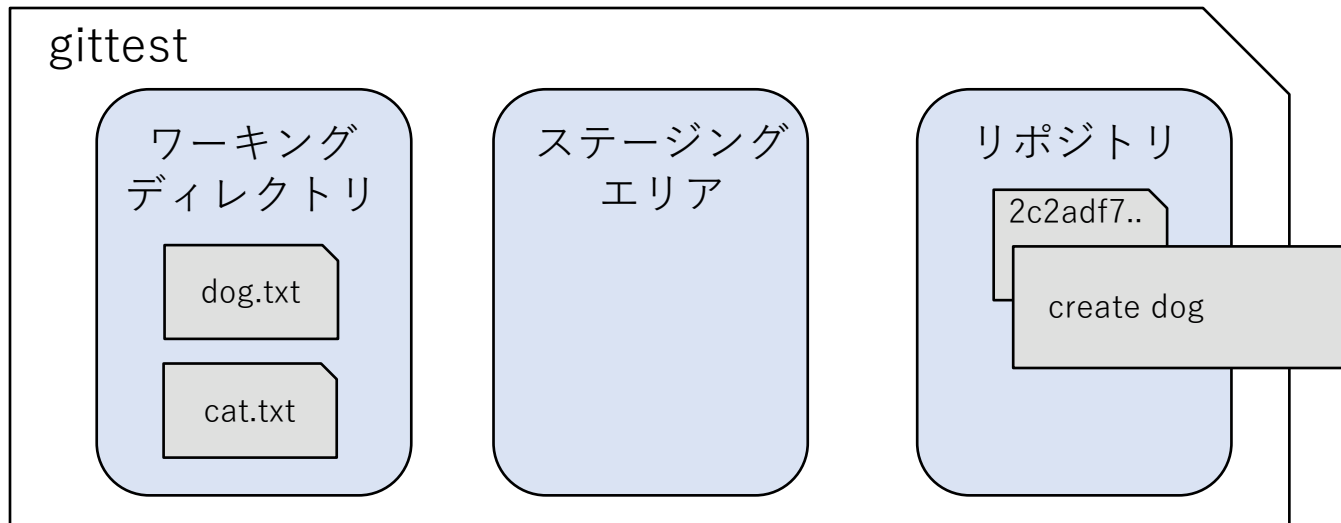 gittest
ワーキング
ディレクトリ
dog.txt
cat.txt
ステージング
エリア
リポジトリ
2c2adf7..
create dog